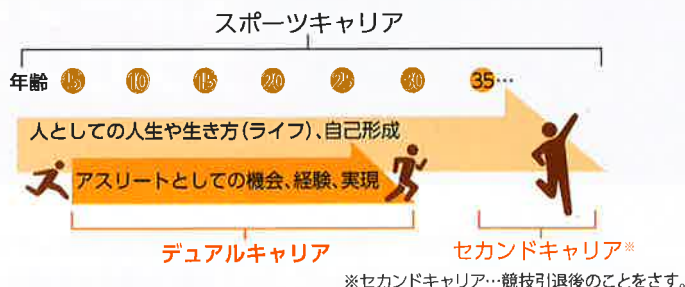 スポーツキャリア
年齢 5 10 15 20 25 30 35…
人としての人生や生き方(ライフ)、自己形成
アスリートとしての機会、経験、実現
デュアルキャリア
セカンドキャリア※
※セカンドキャリア…競技引退後のことをさす。